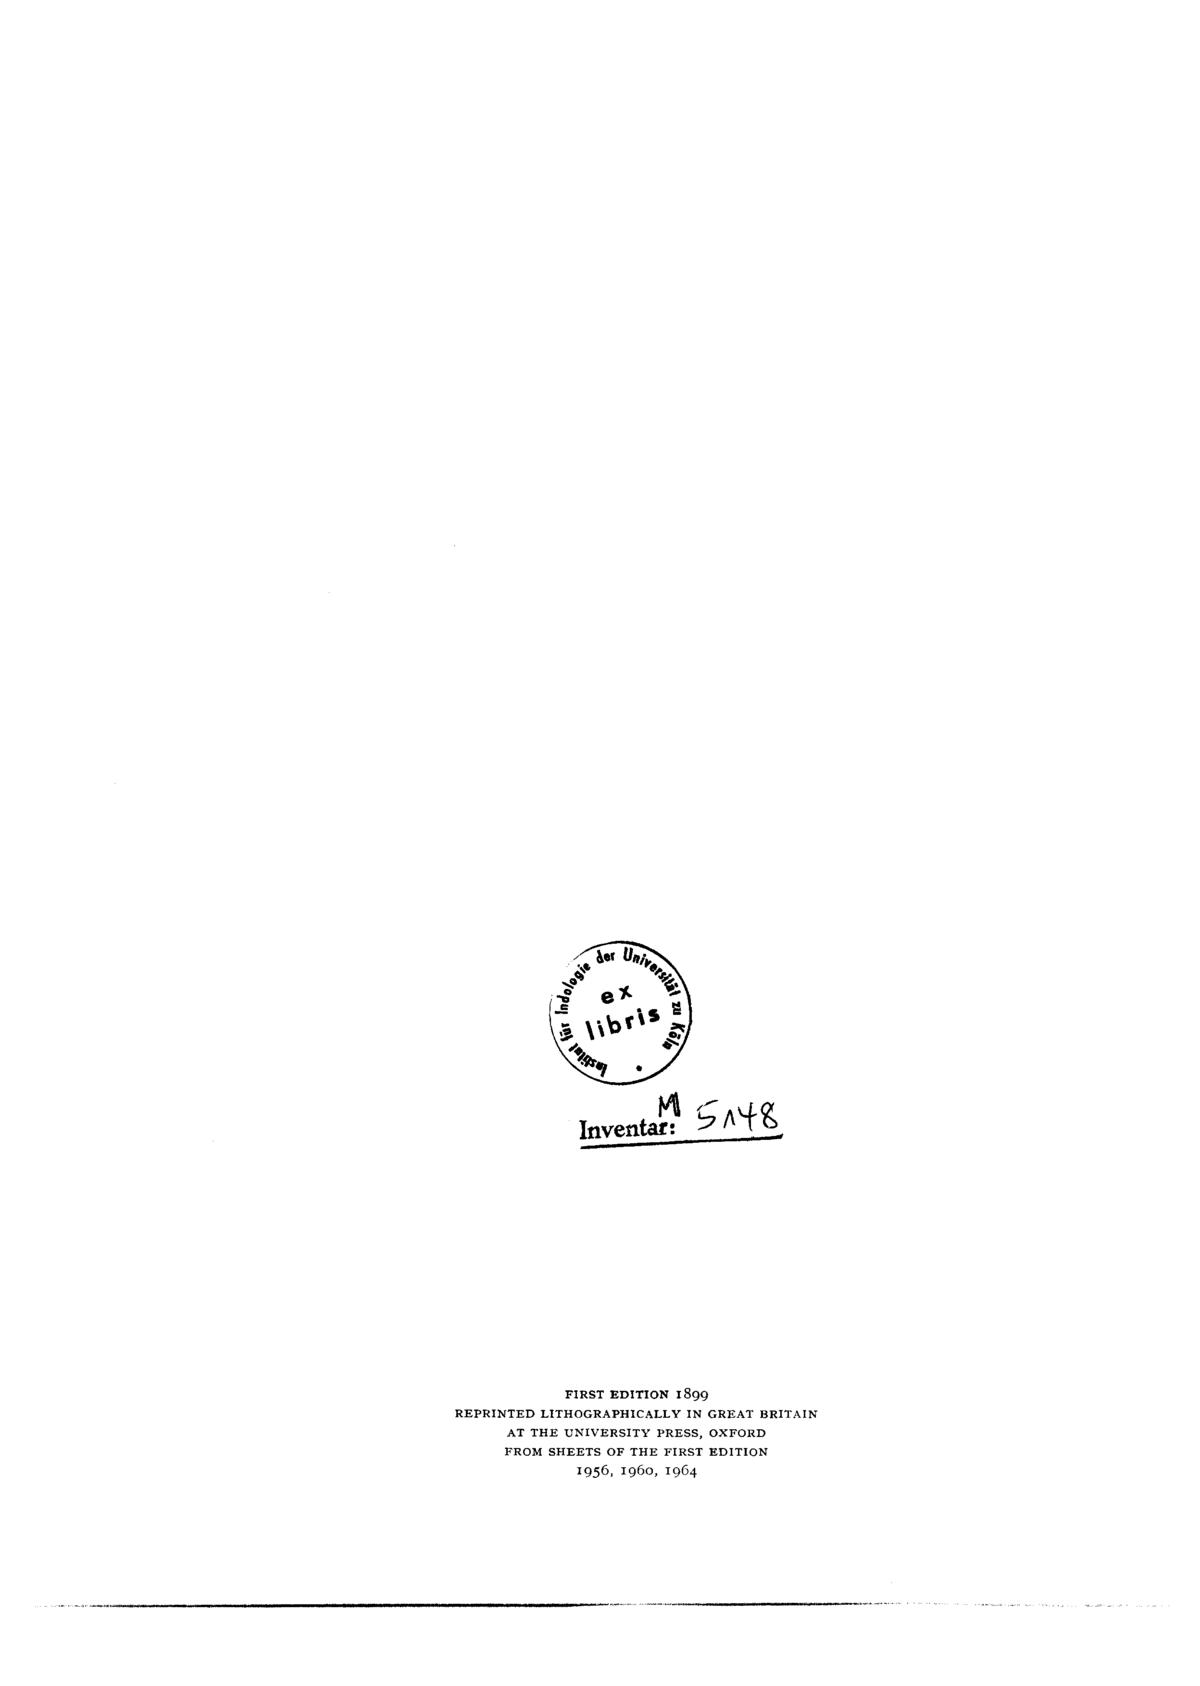 Institut für Indologie der Universität zu Köln
ex
libris
M
Inventar: 5148
FIRST EDITION 1899
REPRINTED LITHOGRAPHICALLY IN GREAT BRITAIN
AT THE UNIVERSITY PRESS, OXFORD
FROM SHEETS OF THE FIRST EDITION
1956, 1960, 1964